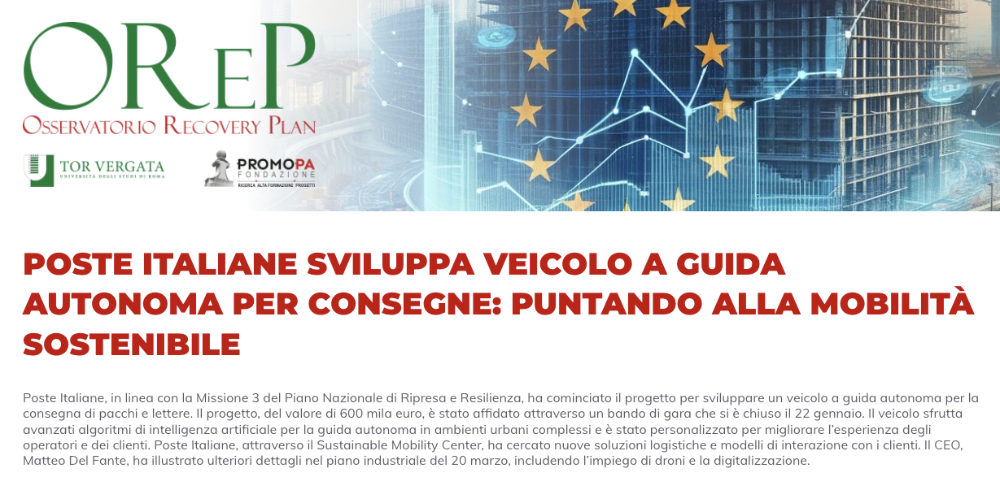 OREP
OSSERVATORIO RECOVERY PLAN
TOR VERGATA
UNIVERSITÀ DEGLI STUDI DI ROMA
PROMOPA
FONDAZIONE
RICERCA ALTA FORMAZIONE PROGETTI
POSTE ITALIANE SVILUPPA VEICOLO A GUIDA
AUTONOMA PER CONSEGNE: PUNTANDO ALLA MOBILITÀ
SOSTENIBILE
Poste Italiane, in linea con la Missione 3 del Piano Nazionale di Ripresa e Resilienza, ha cominciato il progetto per sviluppare un veicolo a guida autonoma per la
consegna di pacchi e lettere. Il progetto, del valore di 600 mila euro, è stato affidato attraverso un bando di gara che si è chiuso il 22 gennaio. Il veicolo sfrutta
avanzati algoritmi di intelligenza artificiale per la guida autonoma in ambienti urbani complessi e è stato personalizzato per migliorare l’esperienza degli
operatori e dei clienti. Poste Italiane, attraverso il Sustainable Mobility Center, ha cercato nuove soluzioni logistiche e modelli di interazione con i clienti. Il CEO,
Matteo Del Fante, ha illustrato ulteriori dettagli nel piano industriale del 20 marzo, includendo l’impiego di droni e la digitalizzazione.